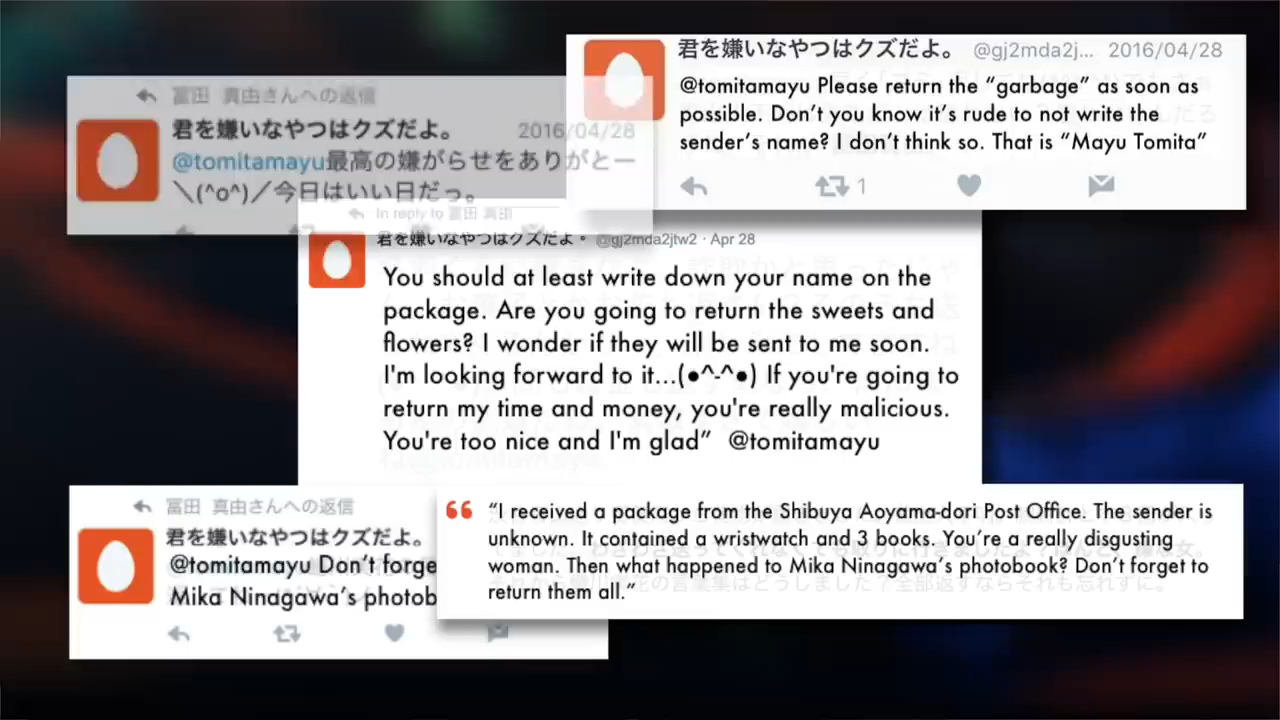 君を嫌いなやつはクズだよ。 @gj2mda2j... 2016/04/28
@tomitamayu Please return the “garbage” as soon as
possible. Don’t you know it’s rude to not write the
sender’s name? I don’t think so. That is “Mayu Tomita”
1
冨田 真由さんへの返信
君を嫌いなやつはクズだよ。 2016/04/28
@tomitamayu最高の嫌がらせをありがとー
＼(^o^)／今日はいい日だっ。
In reply to 冨田 真由
君を嫌いなやつはクズだよ。 @gj2mda2jtw2 · Apr 28
You should at least write down your name on the
package. Are you going to return the sweets and
flowers? I wonder if they will be sent to me soon.
I'm looking forward to it...(●^-^●) If you're going to
return my time and money, you're really malicious.
You're too nice and I'm glad” @tomitamayu
冨田 真由さんへの返信
君を嫌いなやつはクズだよ。
@tomitamayu Don’t forge
Mika Ninagawa’s photob
“I received a package from the Shibuya Aoyama-dori Post Office. The sender is
unknown. It contained a wristwatch and 3 books. You’re a really disgusting
woman. Then what happened to Mika Ninagawa’s photobook? Don’t forget to
return them all.”